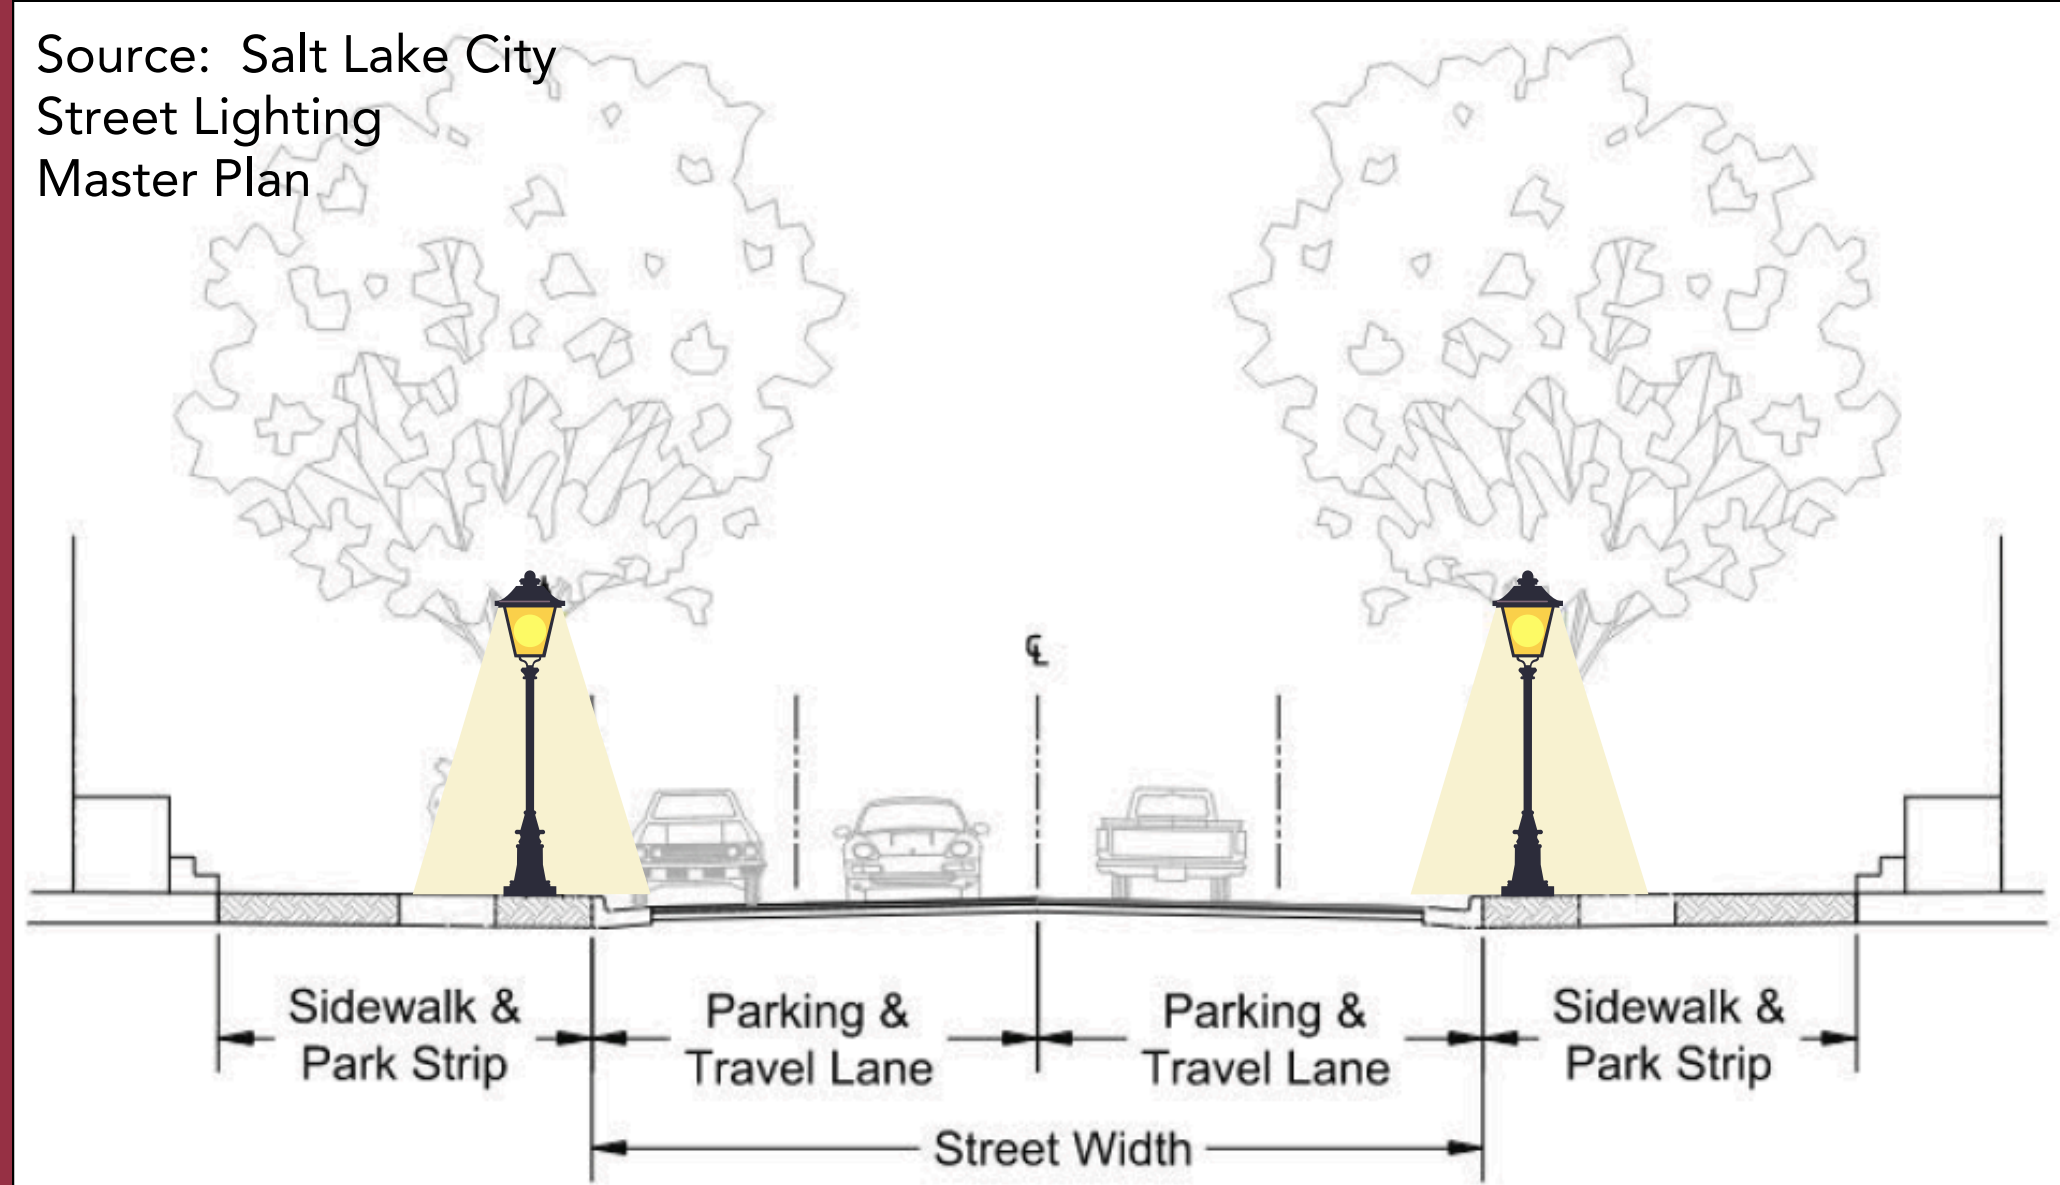 Source:  Salt Lake City
Street Lighting
Master Plan
℄
Sidewalk &
Park Strip
Parking &
Travel Lane
Parking &
Travel Lane
Sidewalk &
Park Strip
Street Width